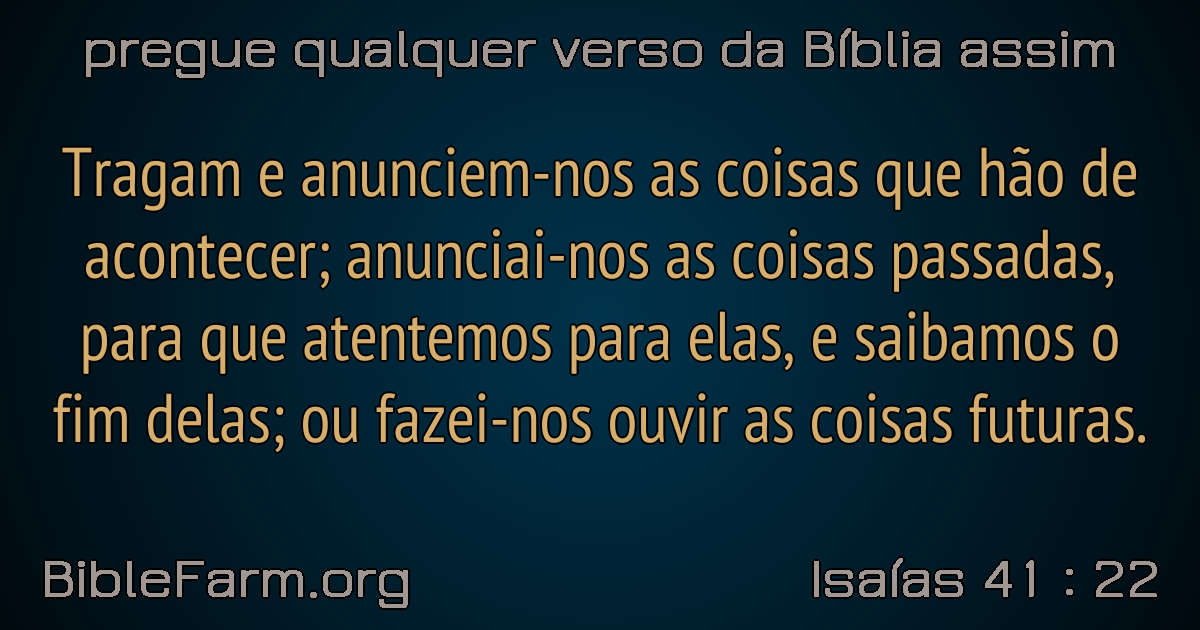 pregue qualquer verso da Bíblia assim
Tragam e anunciem-nos as coisas que hão de
acontecer; anunciai-nos as coisas passadas,
para que atentemos para elas, e saibamos o
fim delas; ou fazei-nos ouvir as coisas futuras.
BibleFarm.org
Isaías 41 : 22